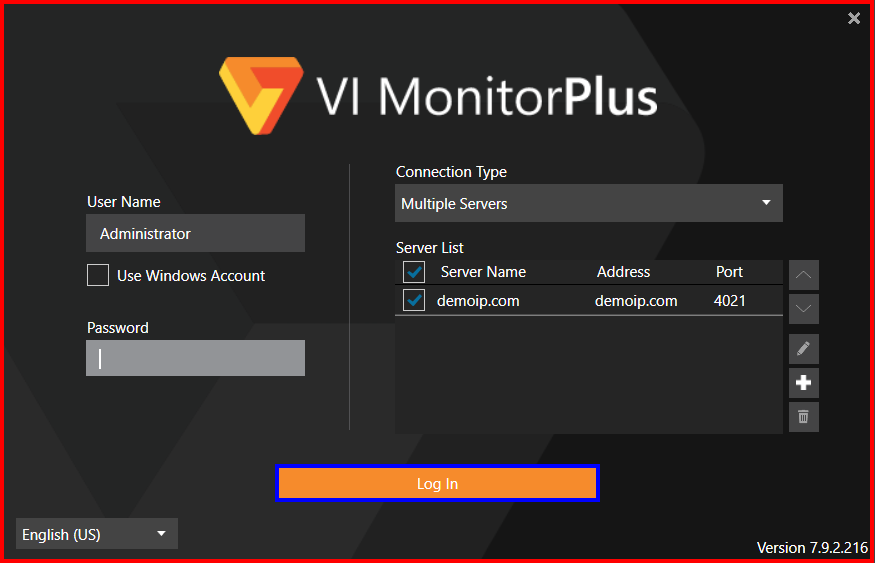 VI MonitorPlus
User Name
Administrator
Use Windows Account
Password
Connection Type
Multiple Servers
Server List
Server Name Address Port
demoip.com demoip.com 4021
Log In
English (US)
Version 7.9.2.216